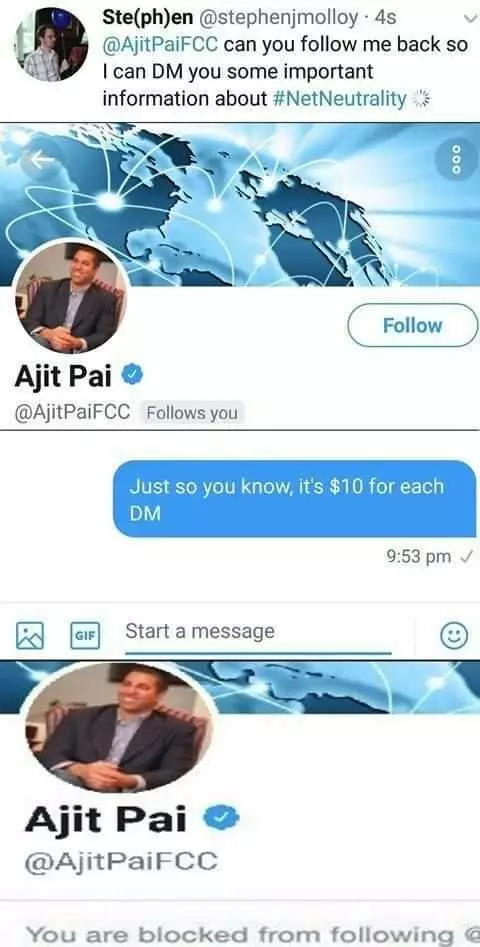 Ste(ph)en @stephenjmolloy · 4s
@AjitPaiFCC can you follow me back so
I can DM you some important
information about #NetNeutrality
Follow
Ajit Pai
@AjitPaiFCC Follows you
Just so you know, it's $10 for each
DM
9:53 pm ✓
GIF Start a message
Ajit Pai
@AjitPaiFCC
You are blocked from following @